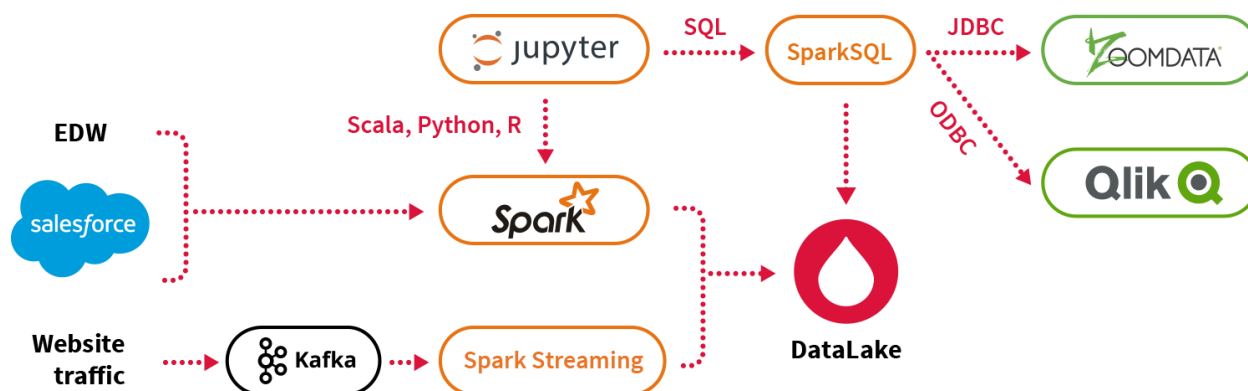 Jupyter
SQL
SparkSQL
JDBC
ZOOMDATA
EDW
Scala, Python, R
ODBC
salesforce
Spark
Qlik
Website
traffic
Kafka
Spark Streaming
DataLake